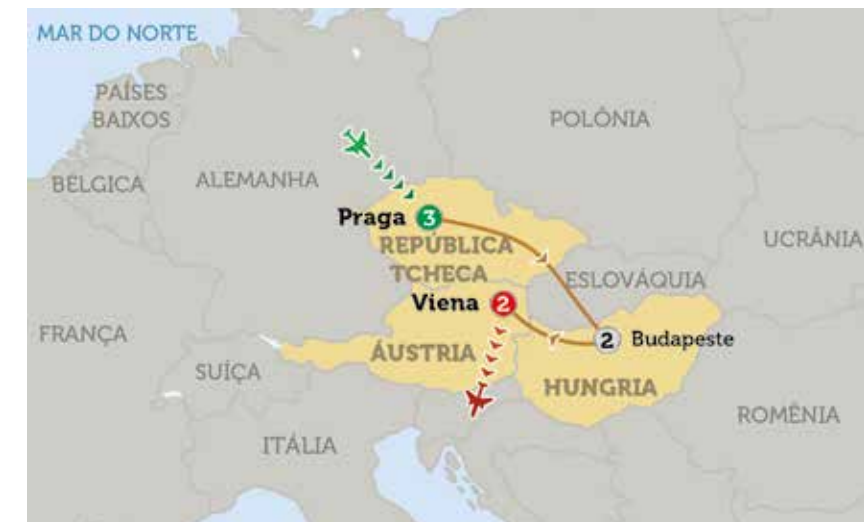 MAR DO NORTE
PAÍSES
BAIXOS
POLÔNIA
BELGICA
ALEMANHA
Praga 3
REPÚBLICA
TCHECA
UCRÂNIA
ESLOVÁQUIA
Viena 2
2 Budapeste
FRANÇA
ÁUSTRIA
SUÍÇA
HUNGRIA
ROMÊNIA
ITÁLIA